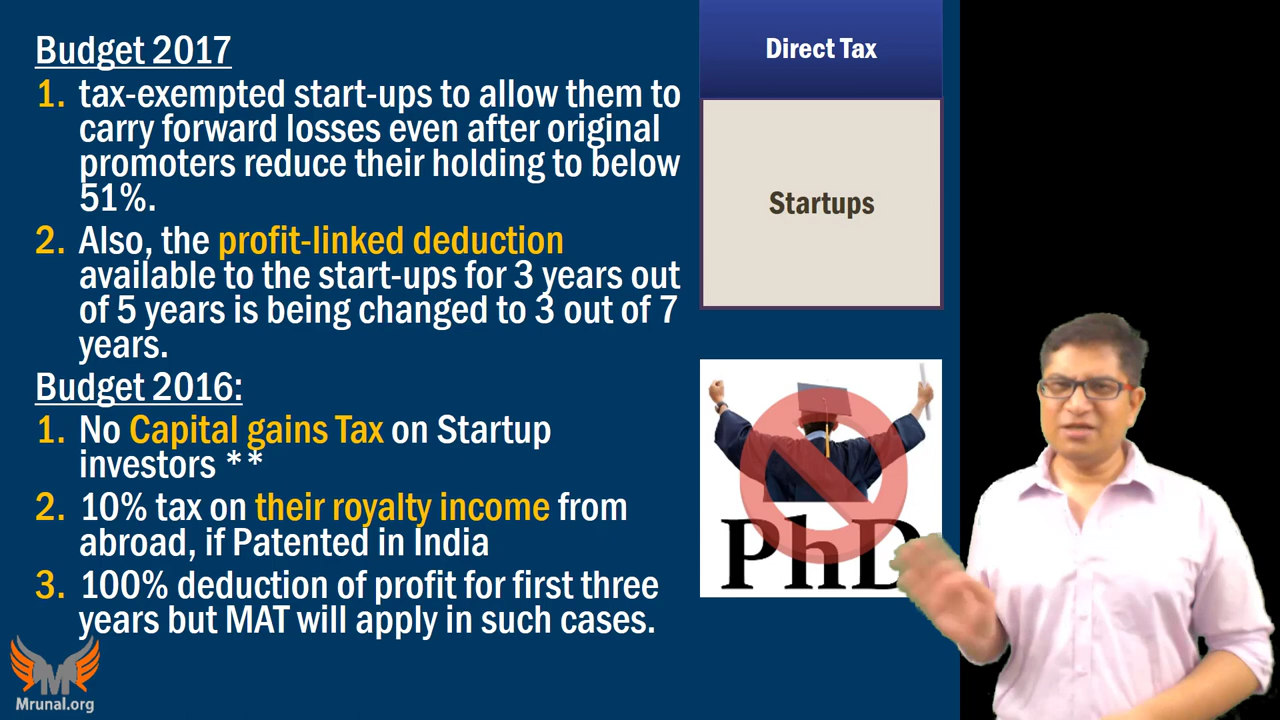 Budget 2017
1. tax-exempted start-ups to allow them to
carry forward losses even after original
promoters reduce their holding to below
51%.
2. Also, the profit-linked deduction
available to the start-ups for 3 years out
of 5 years is being changed to 3 out of 7
years.
Budget 2016:
1. No Capital gains Tax on Startup
investors **
2. 10% tax on their royalty income from
abroad, if Patented in India
3. 100% deduction of profit for first three
years but MAT will apply in such cases.
M
Mrunal.org
Direct Tax
Startups
PhD